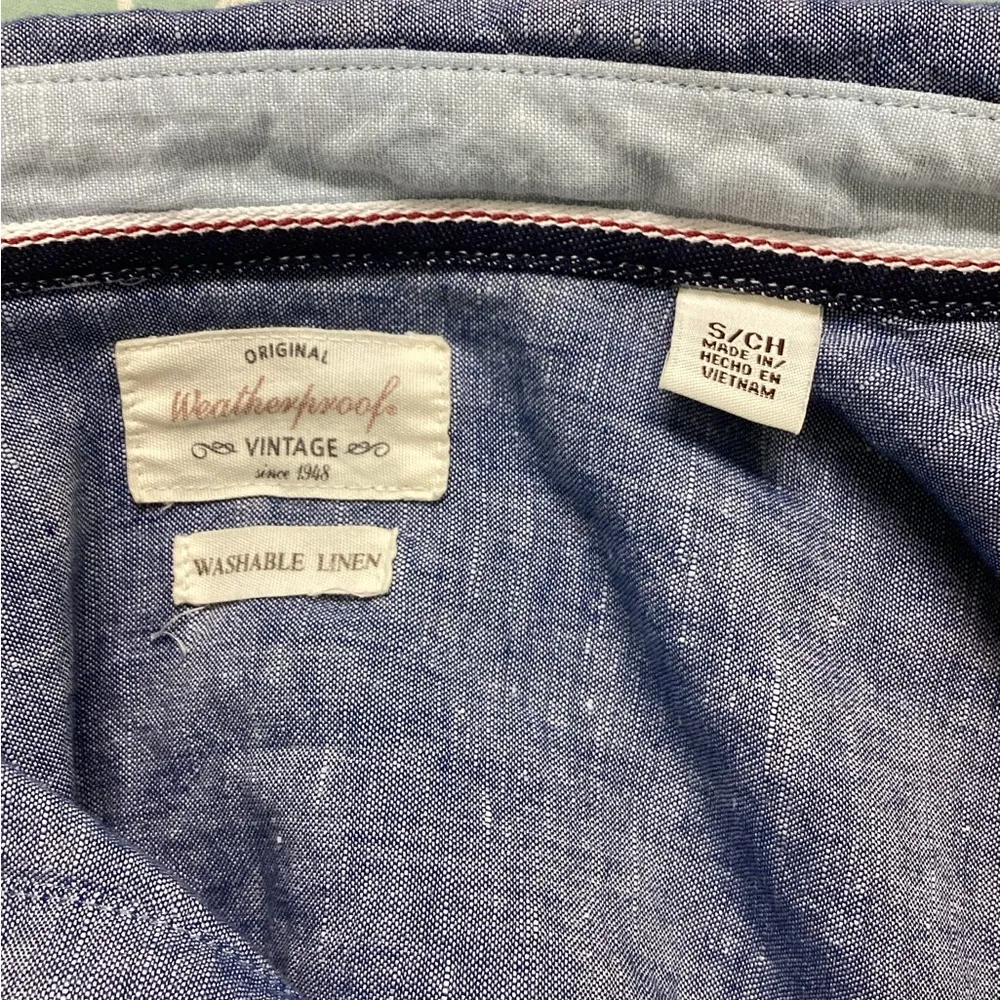 ORIGINAL
Weatherproof®
VINTAGE
since 1948
WASHABLE LINEN
S/CH
MADE IN/
HECHO EN
VIETNAM